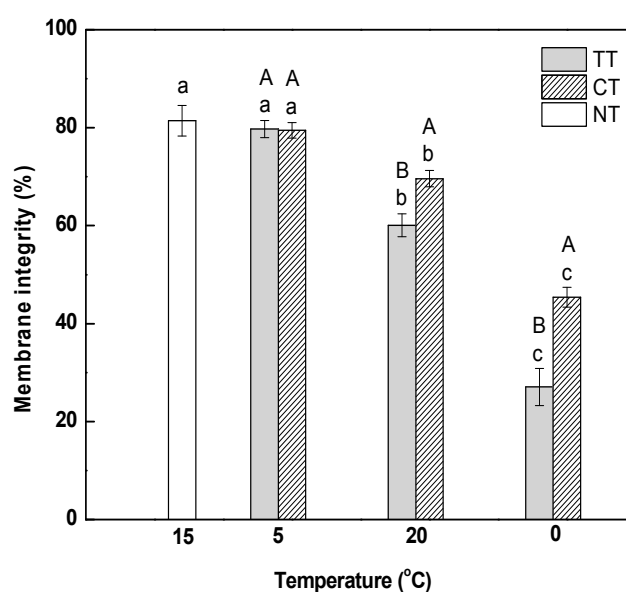 100
80
60
40
20
0
Membrane integrity (%)
TT
CT
NT
a
A A
a a
B
b
A
b
B
c
A
c
15 5 20 0
Temperature (°C)